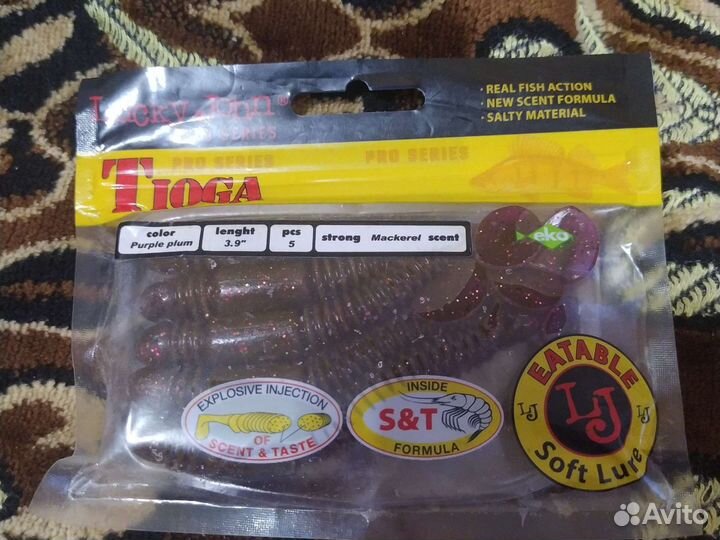 Lucky John®
PRO SERIES
PRO SERIES
PRO SERIES
TIOGA
· REAL FISH ACTION
· NEW SCENT FORMULA
· SALTY MATERIAL
color
Purple plum
lenght
3.9"
pcs
5
strong Mackerel scent
eko
EXPLOSIVE INJECTION
OF
SCENT & TASTE
INSIDE
S&T
FORMULA
EATABLE
LJ
LJ
LJ
Soft Lure
Avito